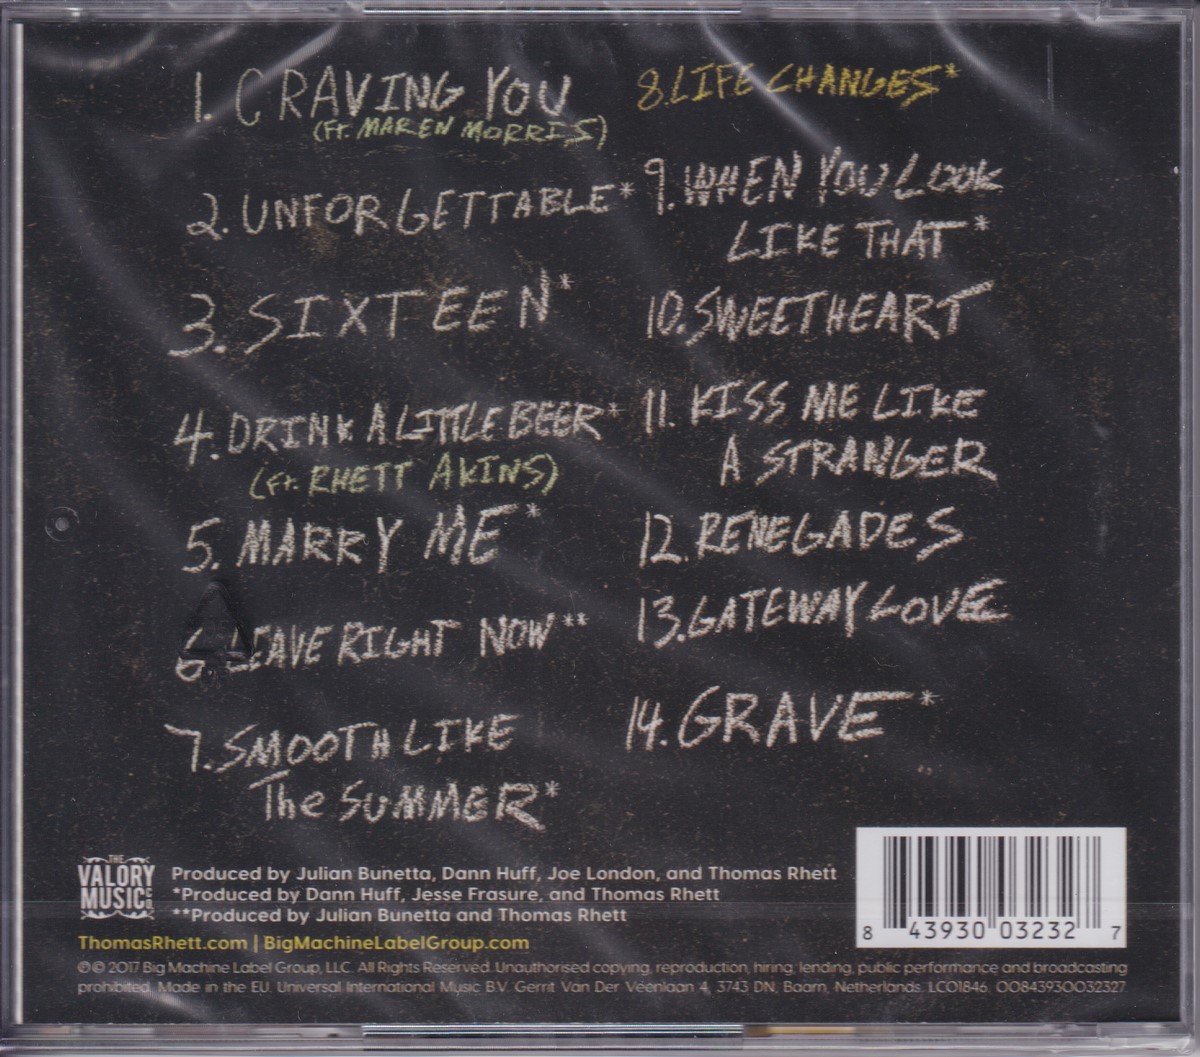 1. CRAVING YOU
(Ft. MAREN MORRIS)
2. UNFORGETTABLE*
3. SIXTEEN*
4. DRINK A LITTLE BEER*
(Ft. RHETT AKINS)
5. MARRY ME*
6. LEAVE RIGHT NOW**
7. SMOOTH LIKE
The SUMMER*
8. LIFE CHANGES*
9. WHEN YOU LOOK
LIKE THAT*
10. SWEETHEART
11. KISS ME LIKE
A STRANGER
12. RENEGADES
13. GATEWAY LOVE
14. GRAVE*
THE
VALORY
MUSIC CO.
Produced by Julian Bunetta, Dann Huff, Joe London, and Thomas Rhett
*Produced by Dann Huff, Jesse Frasure, and Thomas Rhett
**Produced by Julian Bunetta and Thomas Rhett
ThomasRhett.com | BigMachineLabelGroup.com
℗© 2017 Big Machine Label Group, LLC. All Rights Reserved. Unauthorised copying, reproduction, hiring, lending, public performance and broadcasting
prohibited. Made in the EU. Universal International Music B.V. Gerrit Van Der Veenlaan 4, 3743 DN, Baarn, Netherlands. LC01846. 00843930032327.
8 43930 03232 7